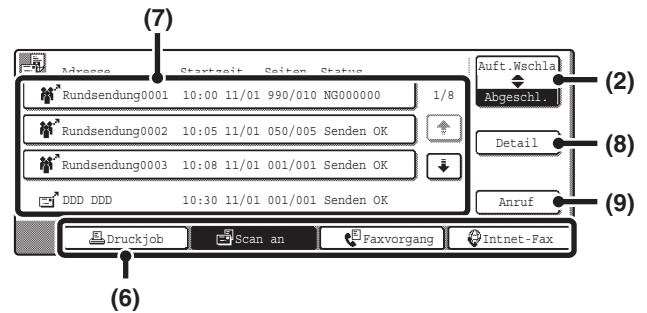 (7)
Adresse Startzeit Seiten Status
Auft.Wschla
Abgeschl.
(2)
Rundsendung0001 10:00 11/01 990/010 NG000000
1/8
Rundsendung0002 10:05 11/01 050/005 Senden OK
Detail
(8)
Rundsendung0003 10:08 11/01 001/001 Senden OK
DDD DDD 10:30 11/01 001/001 Senden OK
Anruf
(9)
Druckjob Scan an Faxvorgang Intnet-Fax
(6)